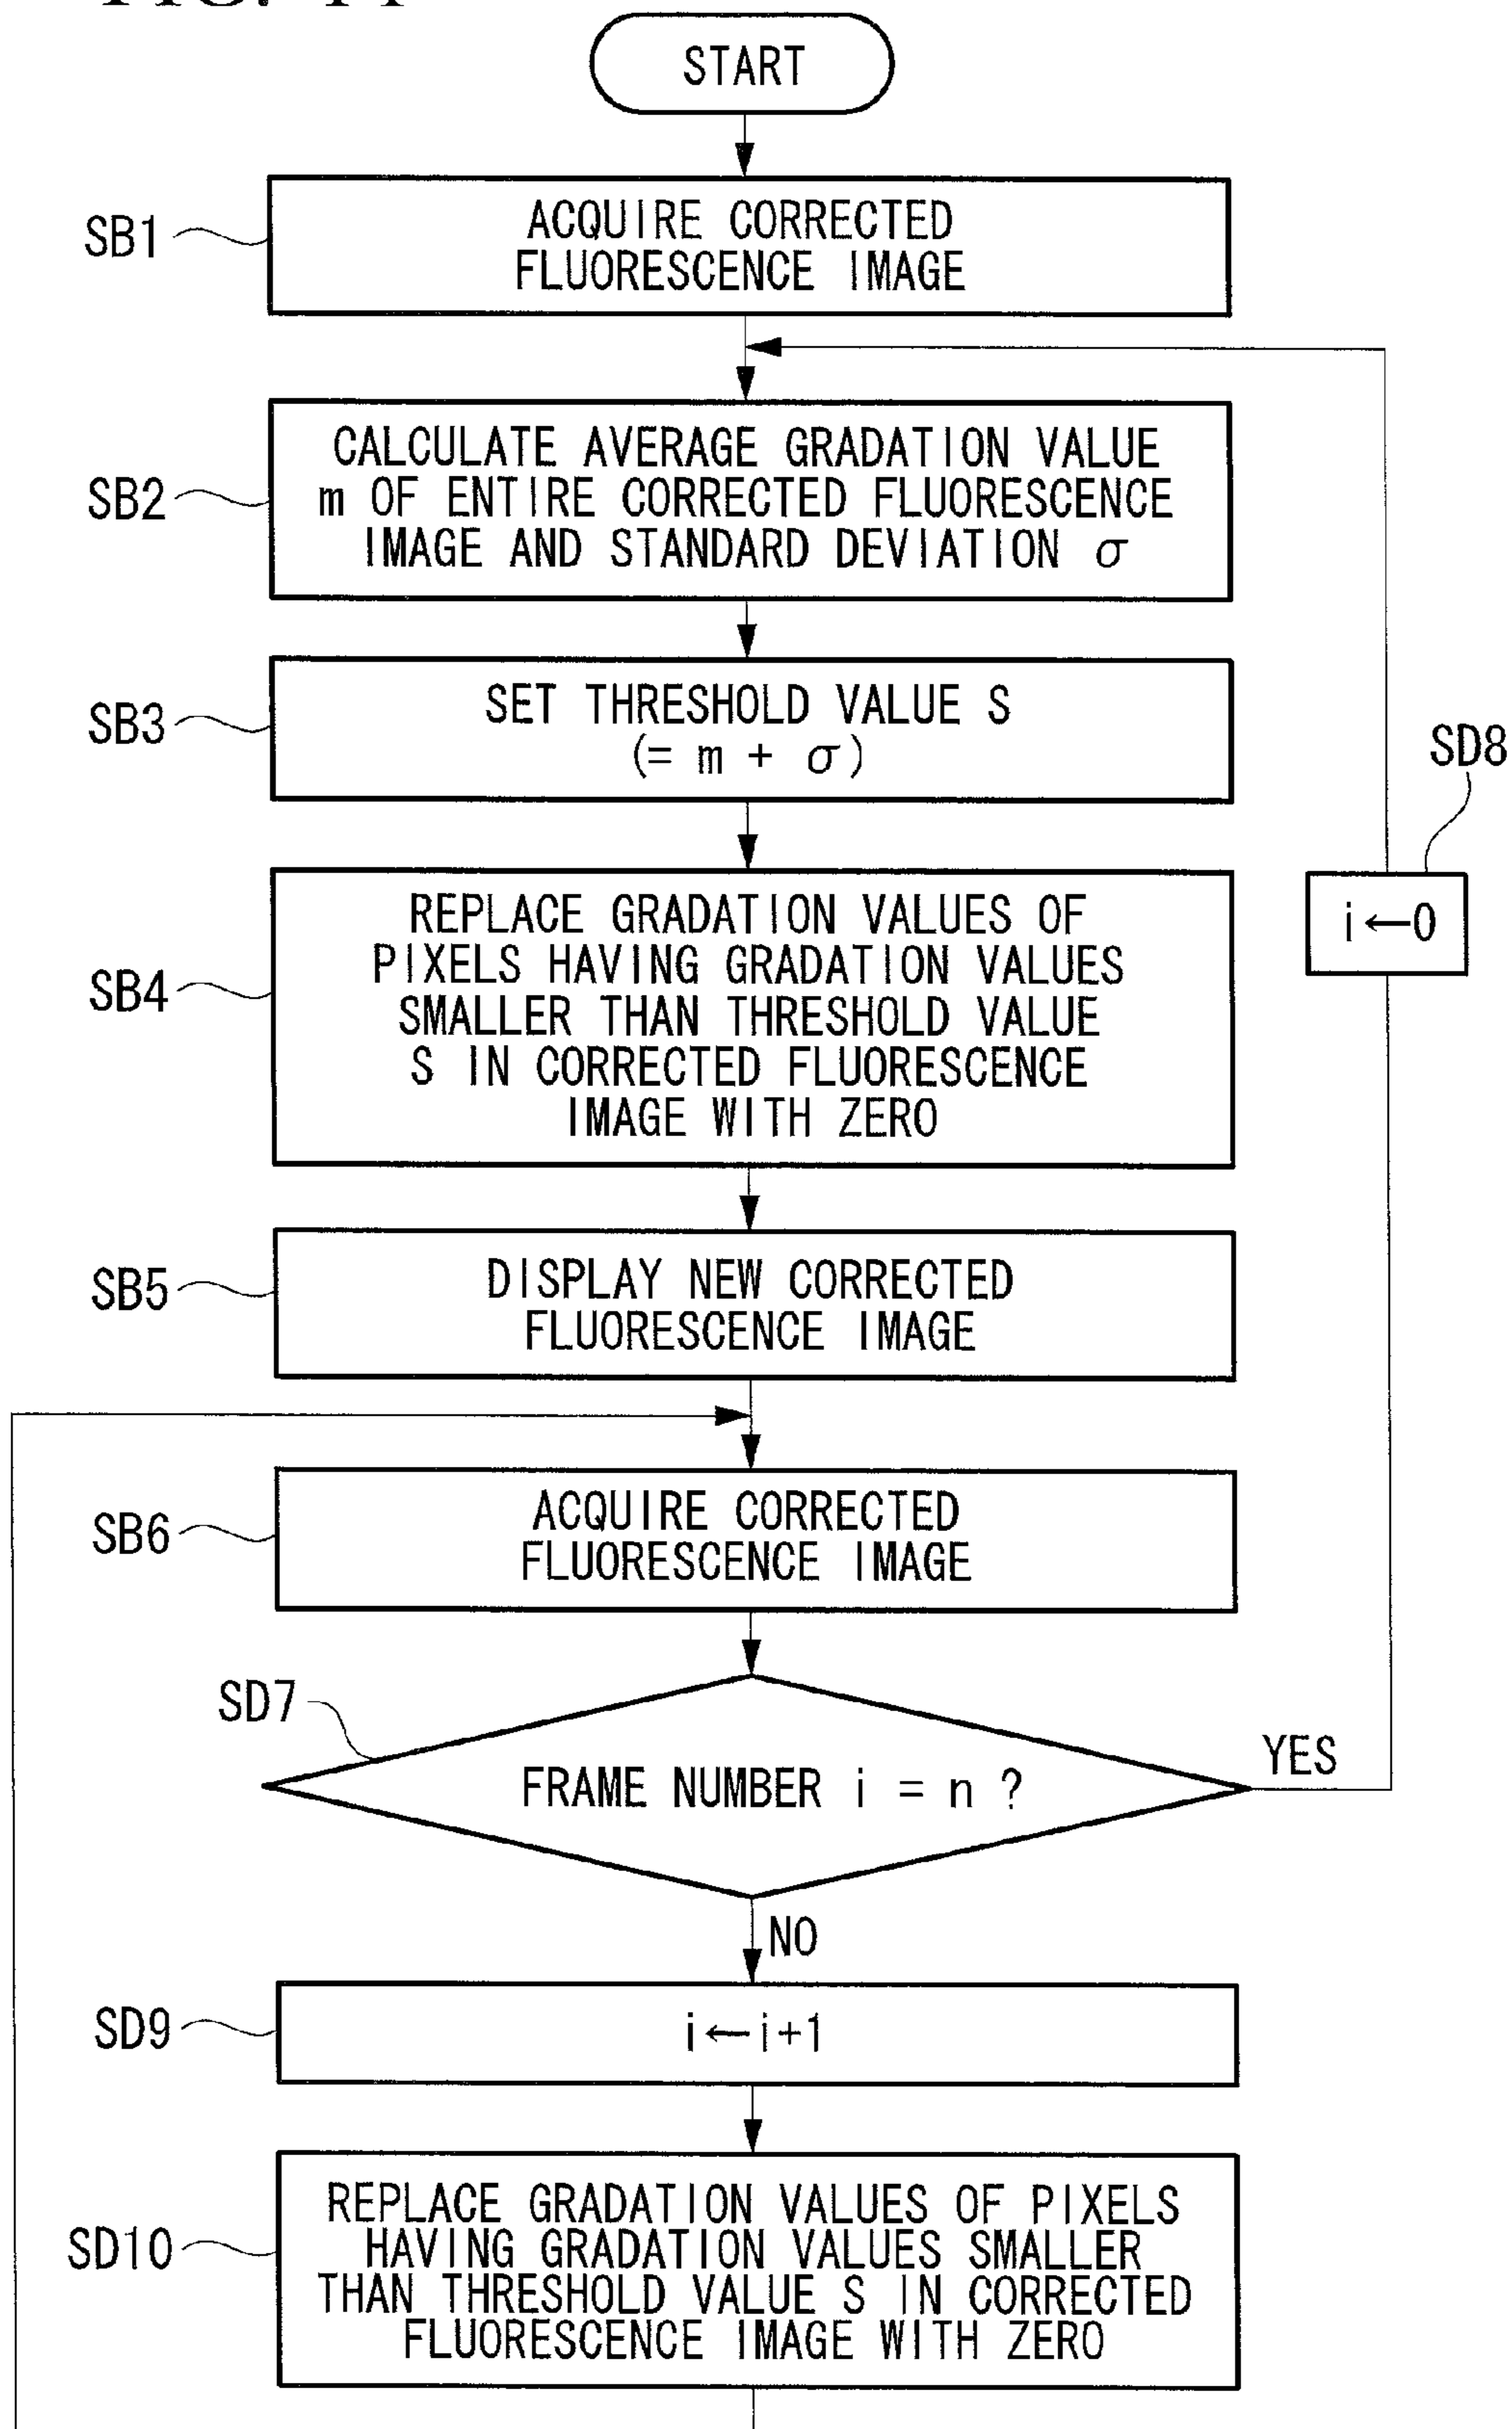 START
SB1
ACQUIRE CORRECTED
FLUORESCENCE IMAGE
SB2
CALCULATE AVERAGE GRADATION VALUE
m OF ENTIRE CORRECTED FLUORESCENCE
IMAGE AND STANDARD DEVIATION σ
SB3
SET THRESHOLD VALUE S
(= m + σ)
SD8
i←0
SB4
REPLACE GRADATION VALUES OF
PIXELS HAVING GRADATION VALUES
SMALLER THAN THRESHOLD VALUE
S IN CORRECTED FLUORESCENCE
IMAGE WITH ZERO
SB5
DISPLAY NEW CORRECTED
FLUORESCENCE IMAGE
SB6
ACQUIRE CORRECTED
FLUORESCENCE IMAGE
SD7
FRAME NUMBER i = n ?
YES
NO
SD9
i←i+1
SD10
REPLACE GRADATION VALUES OF PIXELS
HAVING GRADATION VALUES SMALLER
THAN THRESHOLD VALUE S IN CORRECTED
FLUORESCENCE IMAGE WITH ZERO